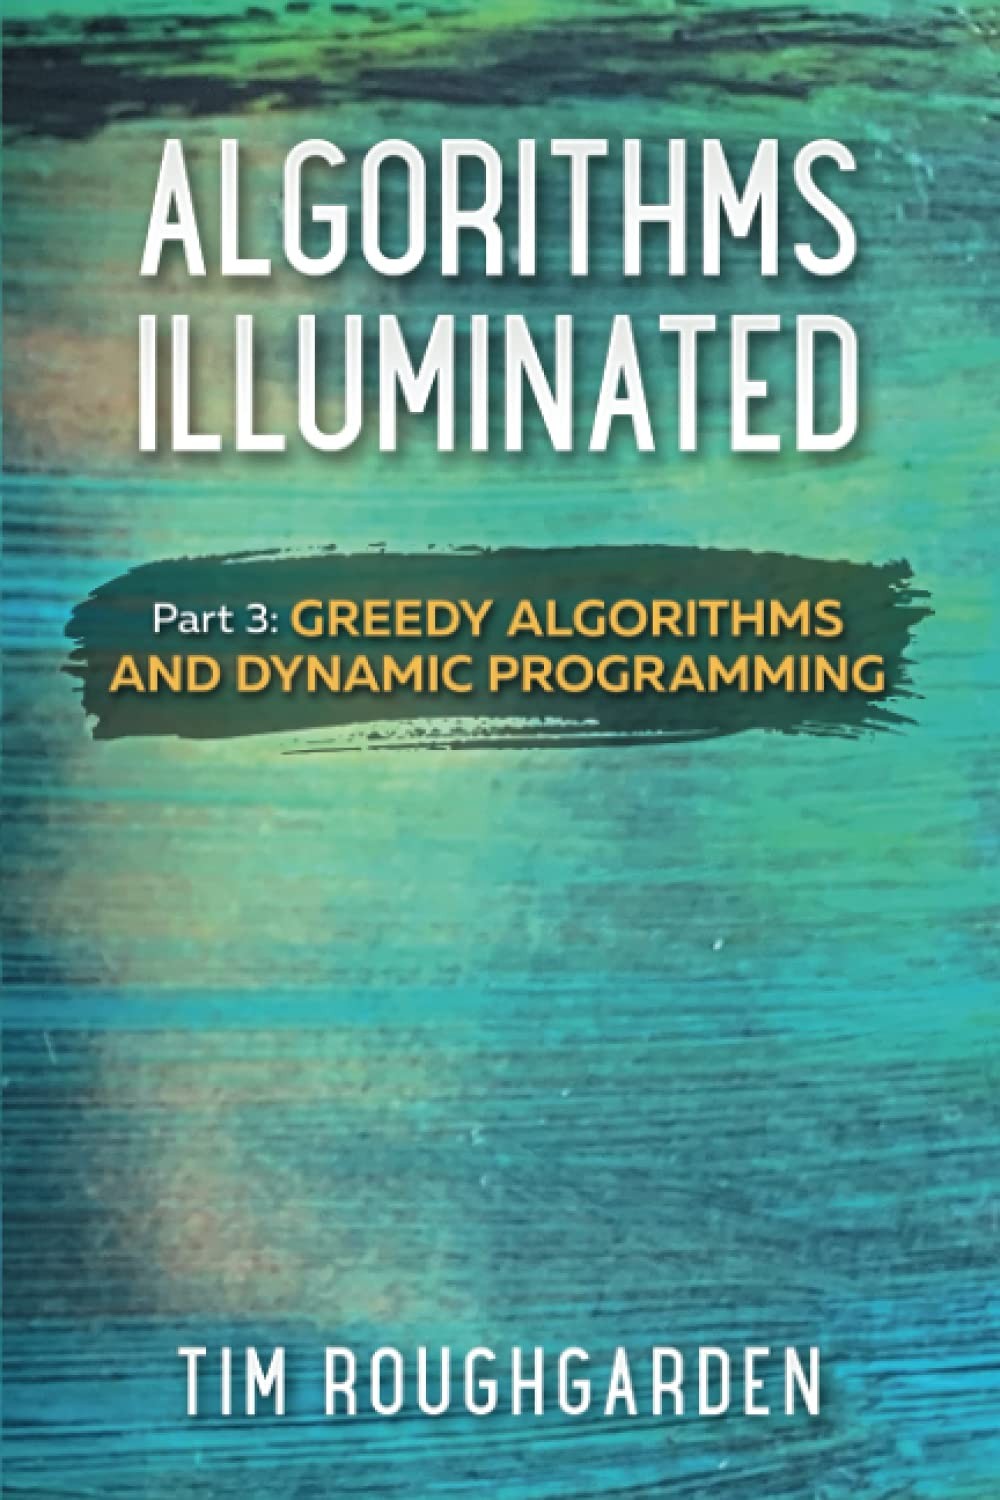 ALGORITHMS
ILLUMINATED
Part 3: GREEDY ALGORITHMS
AND DYNAMIC PROGRAMMING
TIM ROUGHGARDEN